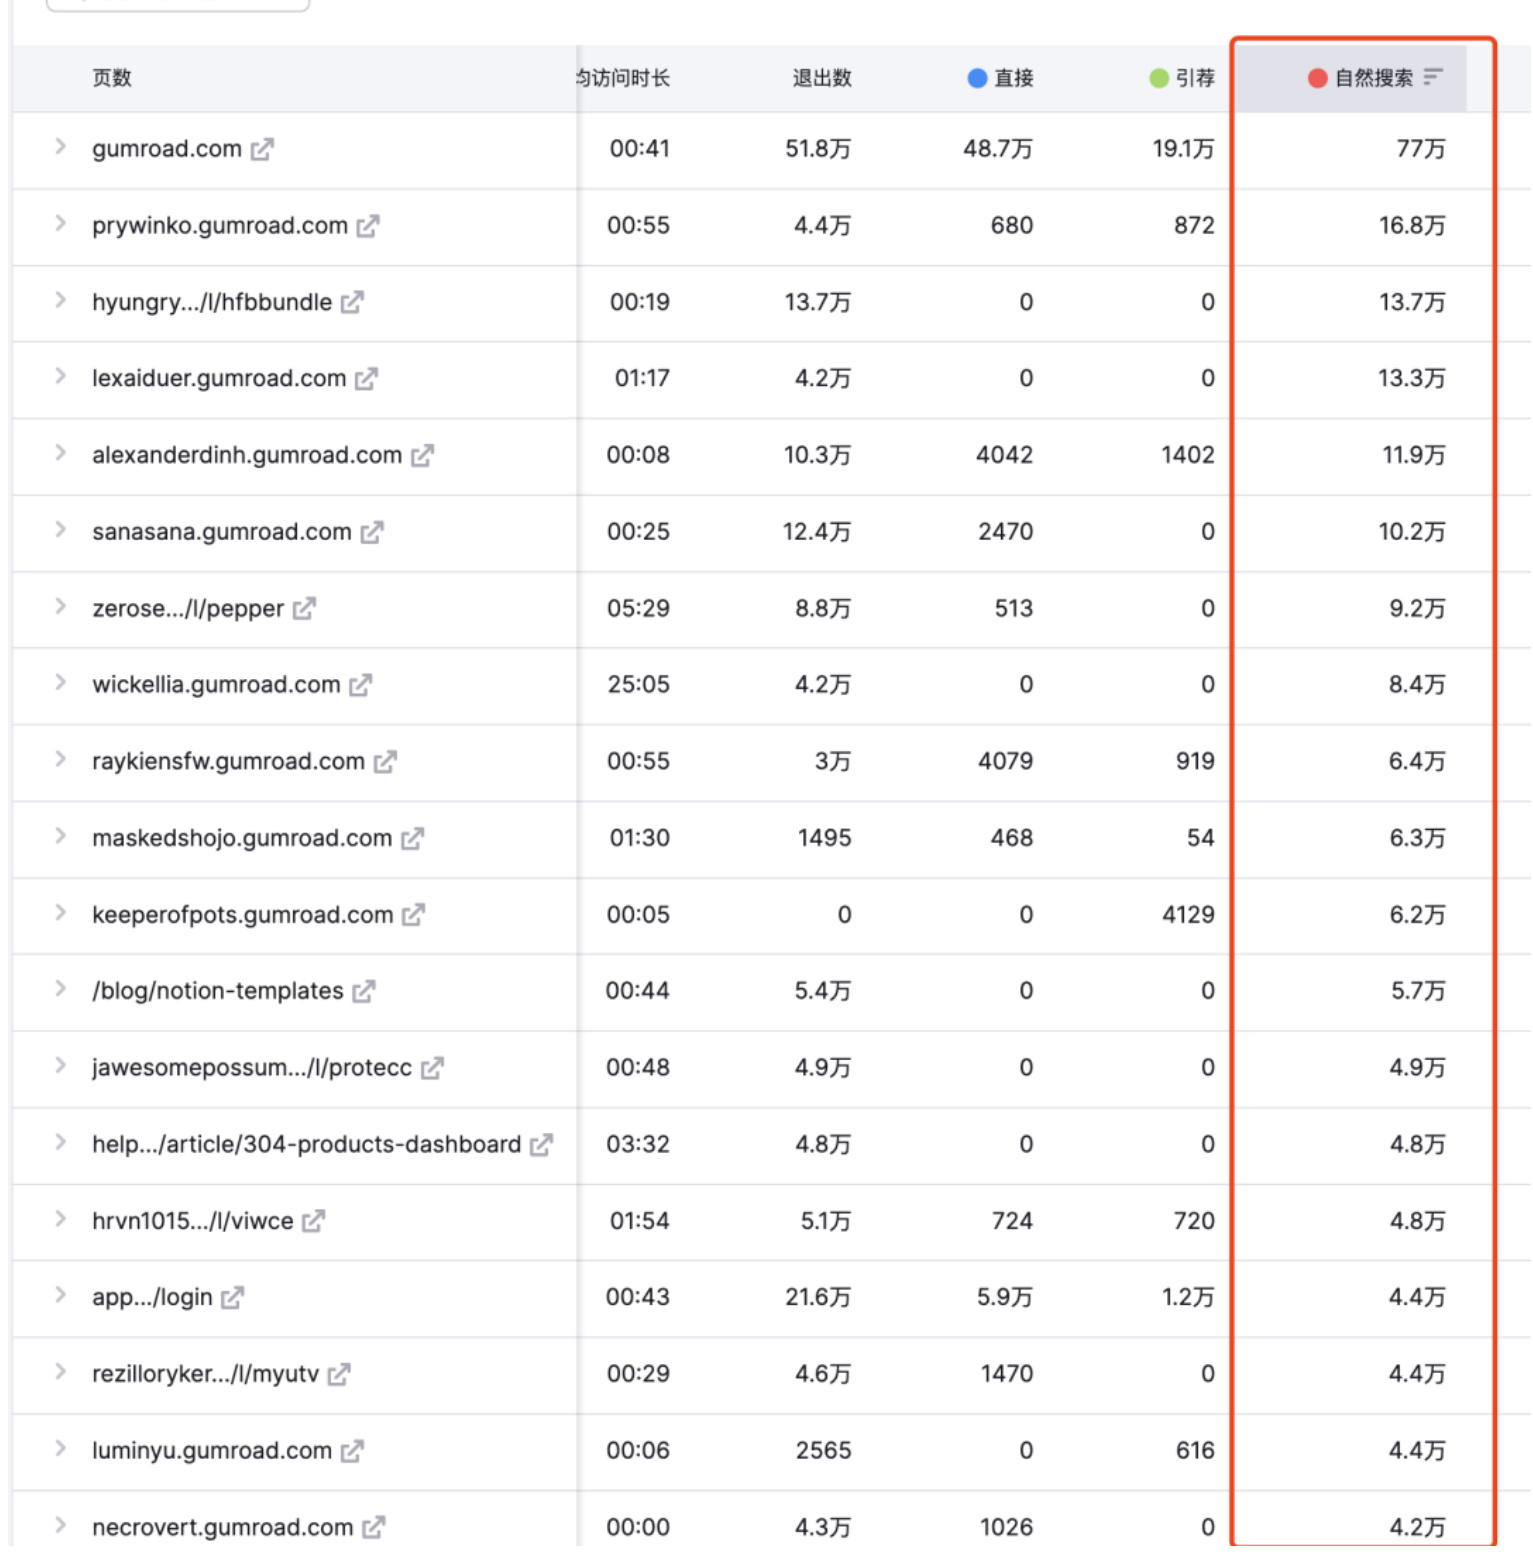 页数 均访问时长 退出数 直接 引荐 自然搜索
gumroad.com 00:41 51.8万 48.7万 19.1万 77万
prywinko.gumroad.com 00:55 4.4万 680 872 16.8万
hyungry.../l/hfbbundle 00:19 13.7万 0 0 13.7万
lexaiduer.gumroad.com 01:17 4.2万 0 0 13.3万
alexanderdinh.gumroad.com 00:08 10.3万 4042 1402 11.9万
sanasana.gumroad.com 00:25 12.4万 2470 0 10.2万
zerose.../l/pepper 05:29 8.8万 513 0 9.2万
wickellia.gumroad.com 25:05 4.2万 0 0 8.4万
raykiensfw.gumroad.com 00:55 3万 4079 919 6.4万
maskedshojo.gumroad.com 01:30 1495 468 54 6.3万
keeperofpots.gumroad.com 00:05 0 0 4129 6.2万
/blog/notion-templates 00:44 5.4万 0 0 5.7万
jawesomepossum.../l/protecc 00:48 4.9万 0 0 4.9万
help.../article/304-products-dashboard 03:32 4.8万 0 0 4.8万
hrvn1015.../l/viwce 01:54 5.1万 724 720 4.8万
app.../login 00:43 21.6万 5.9万 1.2万 4.4万
rezilloryker.../l/myutv 00:29 4.6万 1470 0 4.4万
luminyu.gumroad.com 00:06 2565 0 616 4.4万
necrovert.gumroad.com 00:00 4.3万 1026 0 4.2万